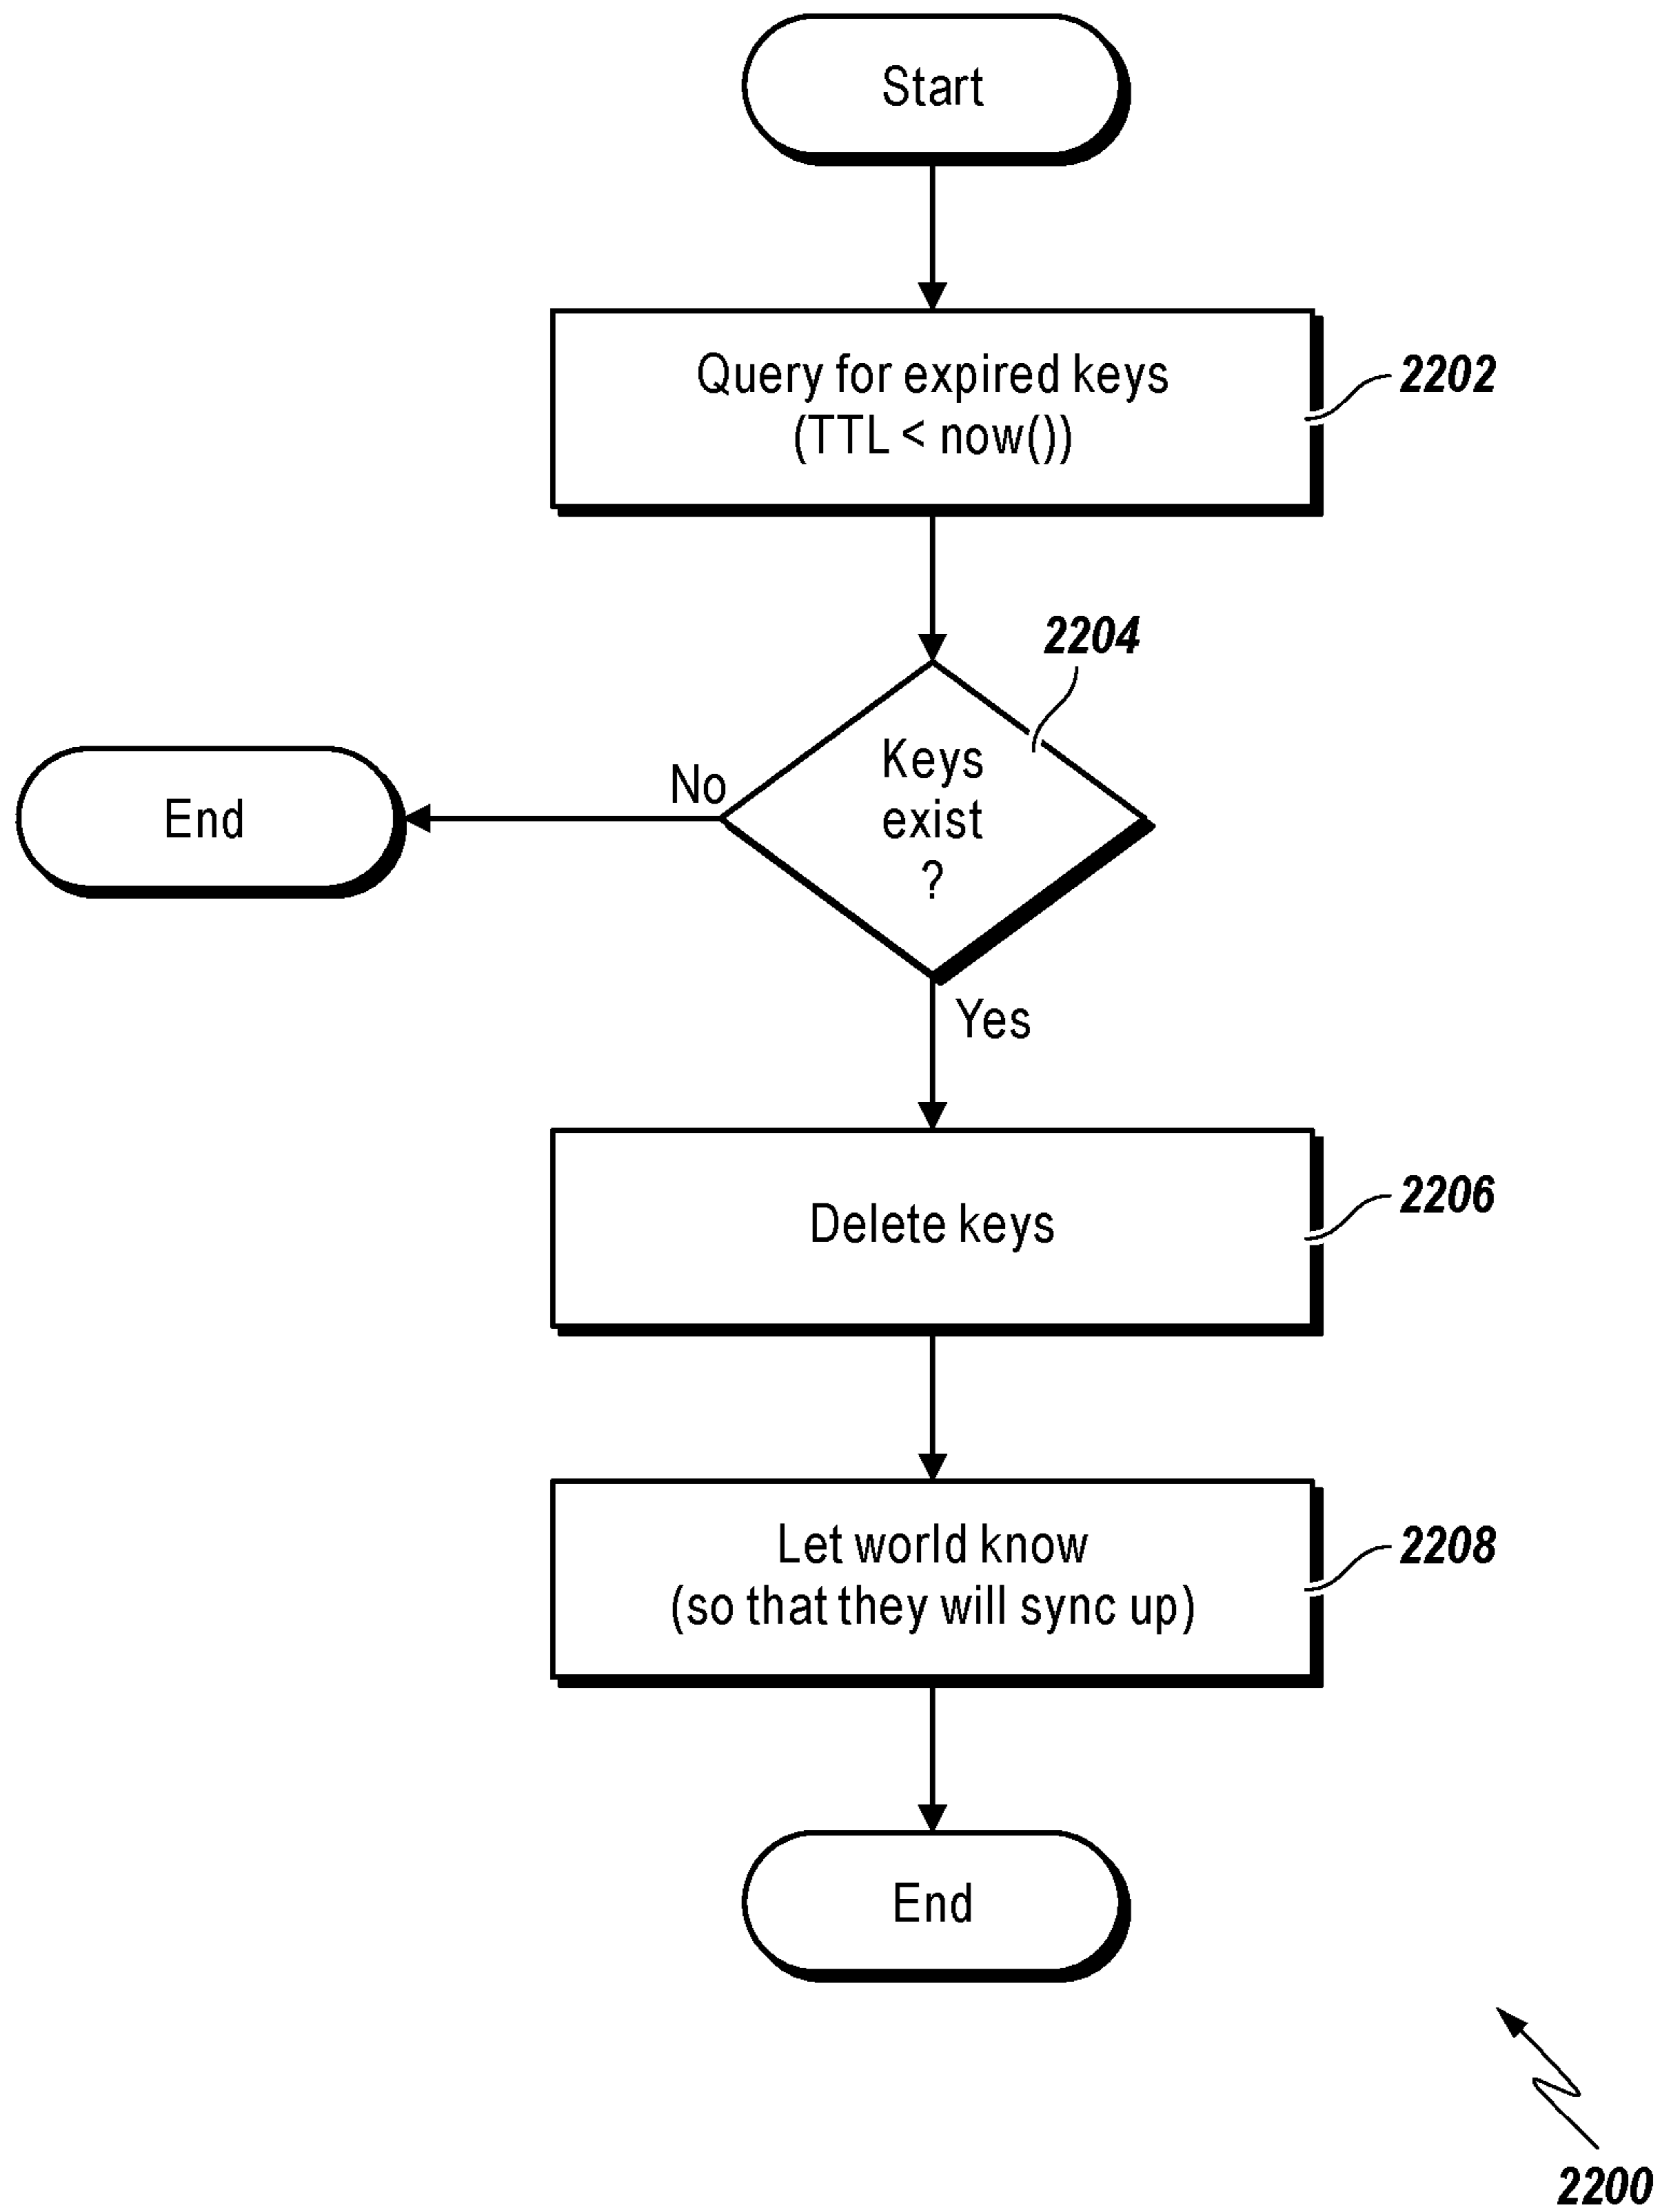 Start
Query for expired keys
(TTL < now())
2202
2204
Keys
exist
?
No
End
Yes
Delete keys
2206
Let world know
(so that they will sync up)
2208
End
2200